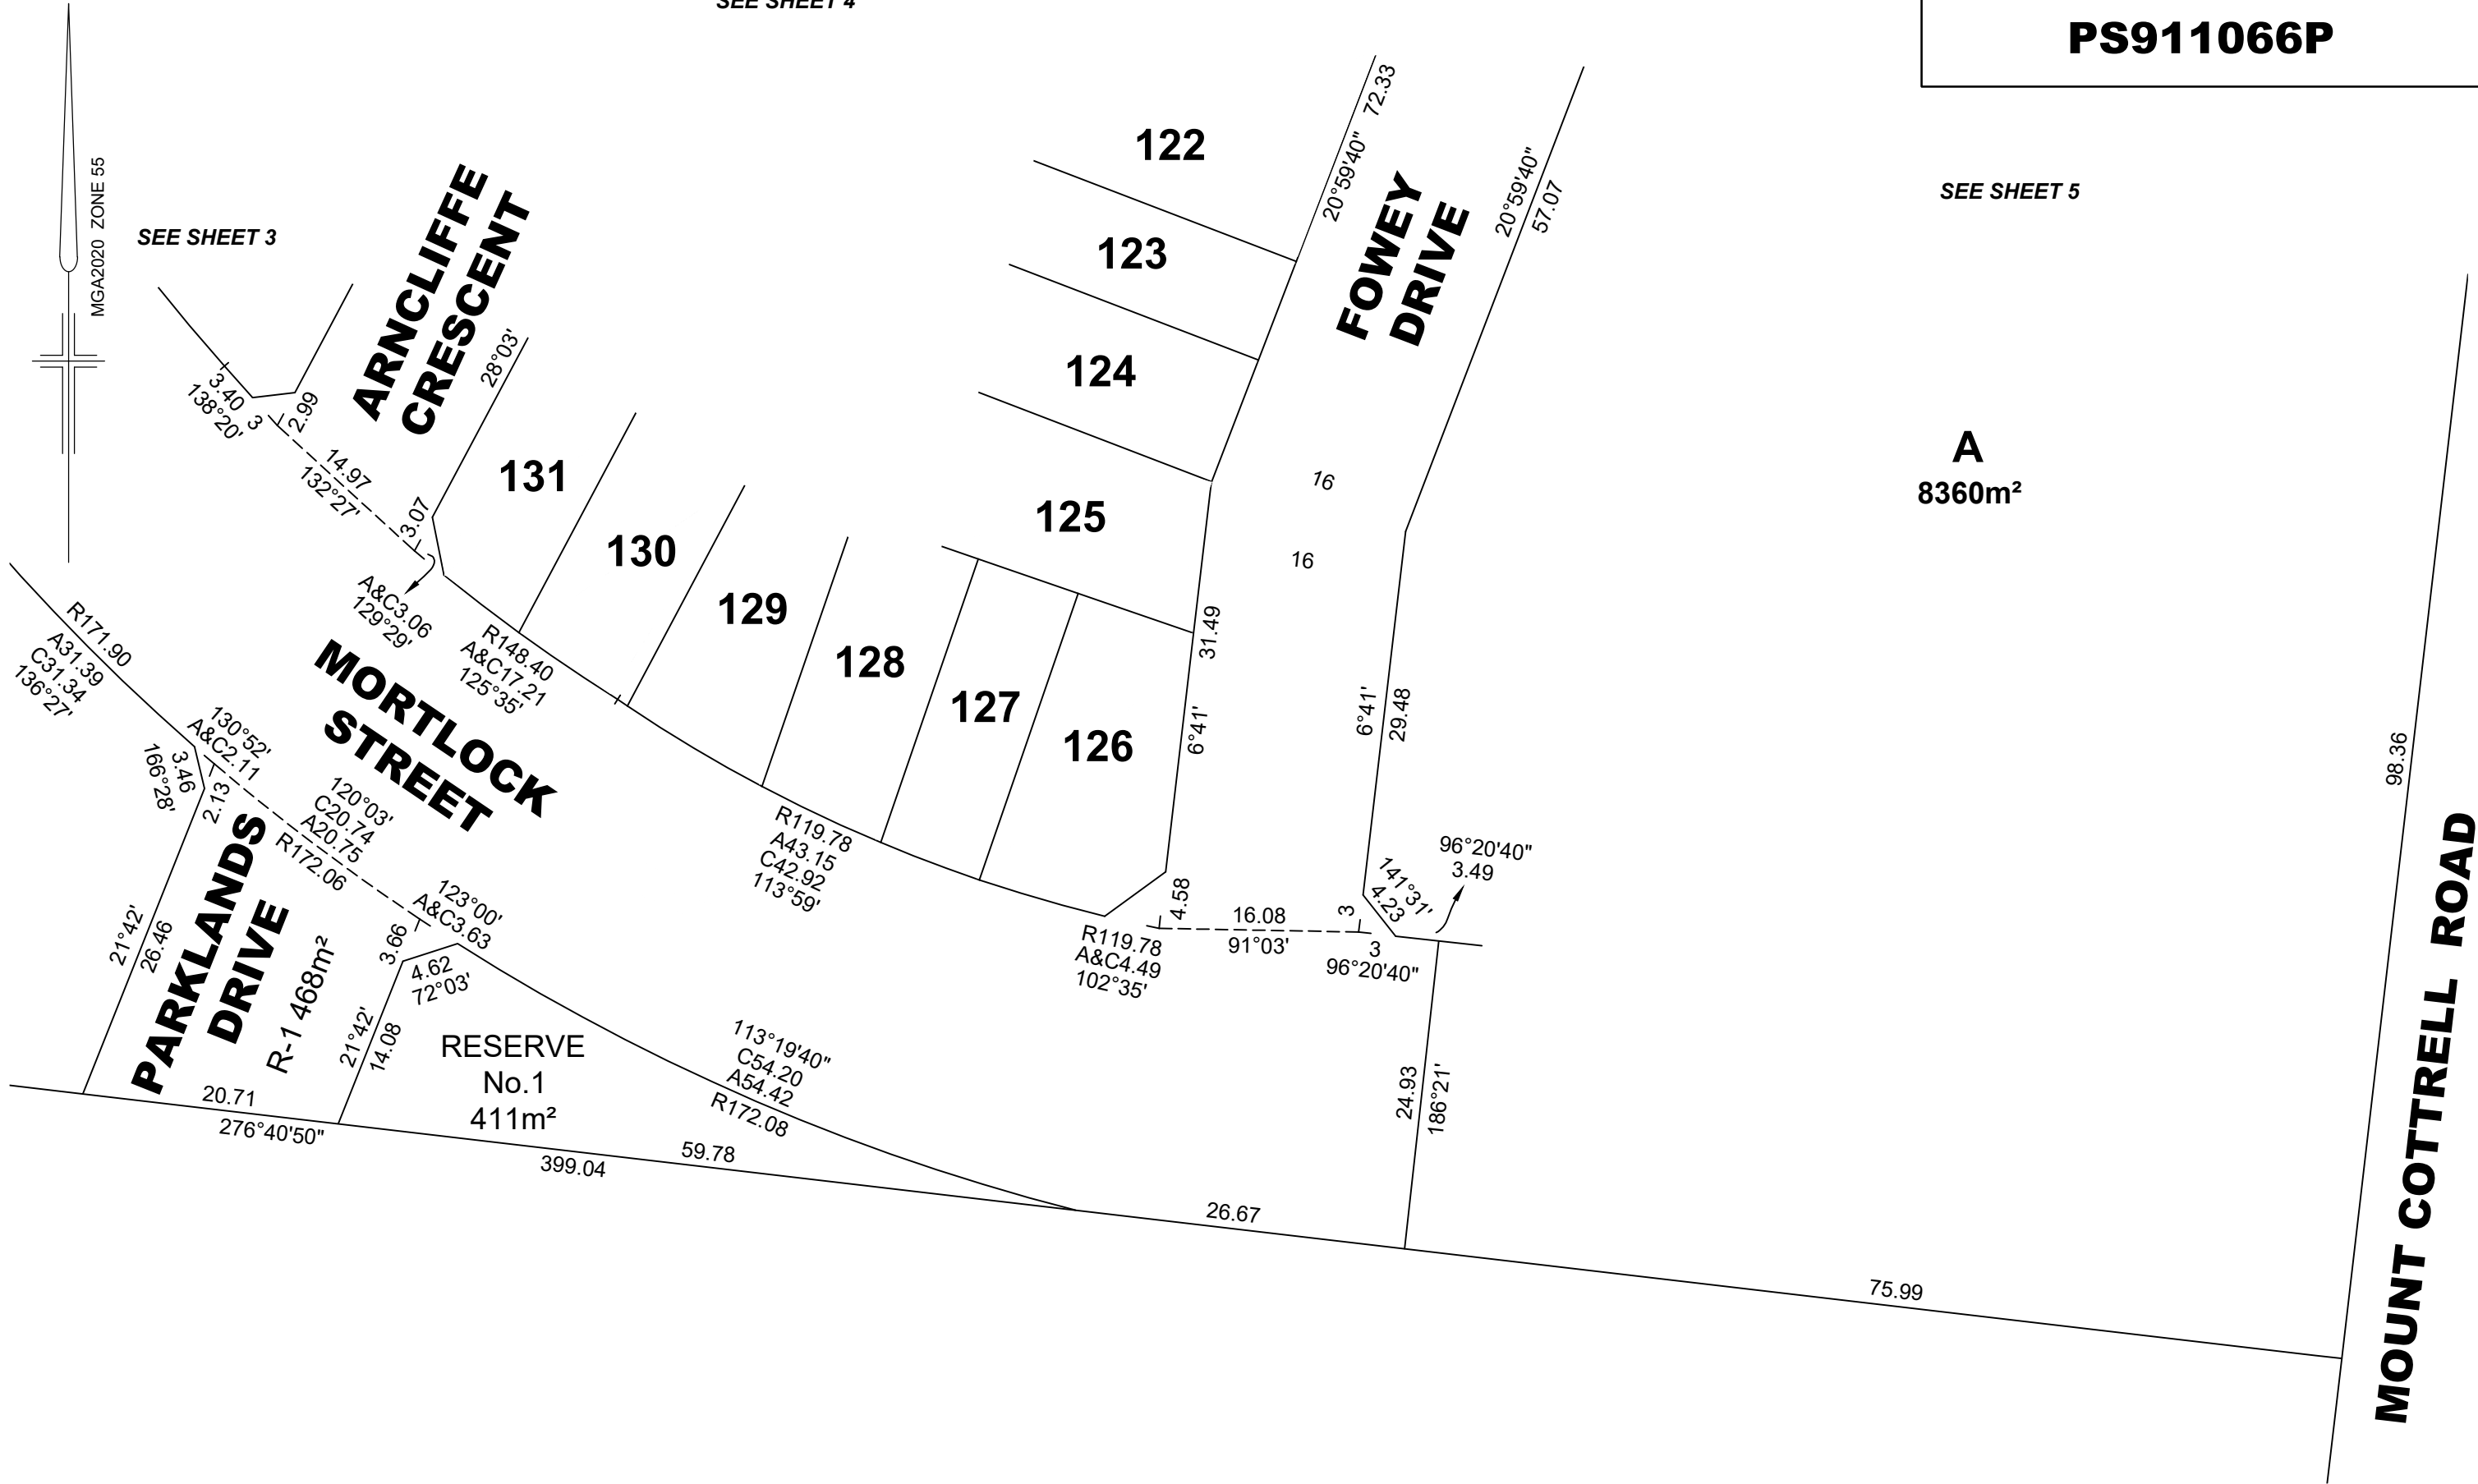 SEE SHEET 4
PS911066P
MGA2020 ZONE 55
SEE SHEET 3
SEE SHEET 5
ARNCLIFFE
CRESCENT
122
123
124
125
126
127
128
129
130
131
20°59'40" 72.33
FOWEY
DRIVE
20°59'40"
57.07
A
8360m²
16
16
28°03'
3.40
138°20'
3
2.99
14.97
132°27'
3.07
A&C3.06
129°29'
R148.40
A&C17.21
125°35'
R171.90
A31.39
C31.34
136°27'
MORTLOCK
STREET
130°52'
A&C2.11
3.46
166°28'
2.13
120°03'
C20.74
A20.75
R172.06
31.49
6°41'
6°41'
29.48
98.36
MOUNT COTTRELL ROAD
R119.78
A43.15
C42.92
113°59'
123°00'
A&C3.63
3.66
4.62
72°03'
4.58
16.08
91°03'
3
3
96°20'40"
141°31'
4.23
96°20'40"
3.49
R119.78
A&C4.49
102°35'
PARKLANDS
DRIVE
21°42'
26.46
R-1 468m²
21°42'
14.08
RESERVE
No.1
411m²
113°19'40"
C54.20
A54.42
R172.08
24.93
186°21'
20.71
276°40'50"
399.04
59.78
26.67
75.99